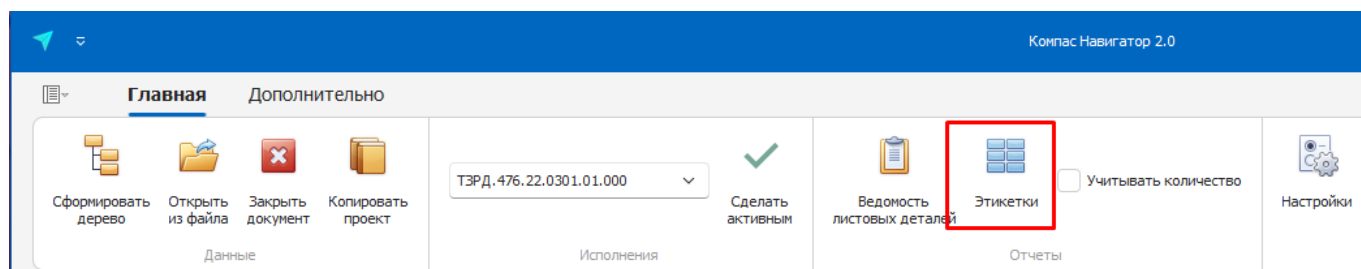 Компас Навигатор 2.0
Главная Дополнительно
Сформировать дерево
Открыть из файла
Закрыть документ
Копировать проект
Данные
ТЗРД.476.22.0301.01.000
Сделать активным
Исполнения
Ведомость листовых деталей
Этикетки
Учитывать количество
Отчеты
Настройки